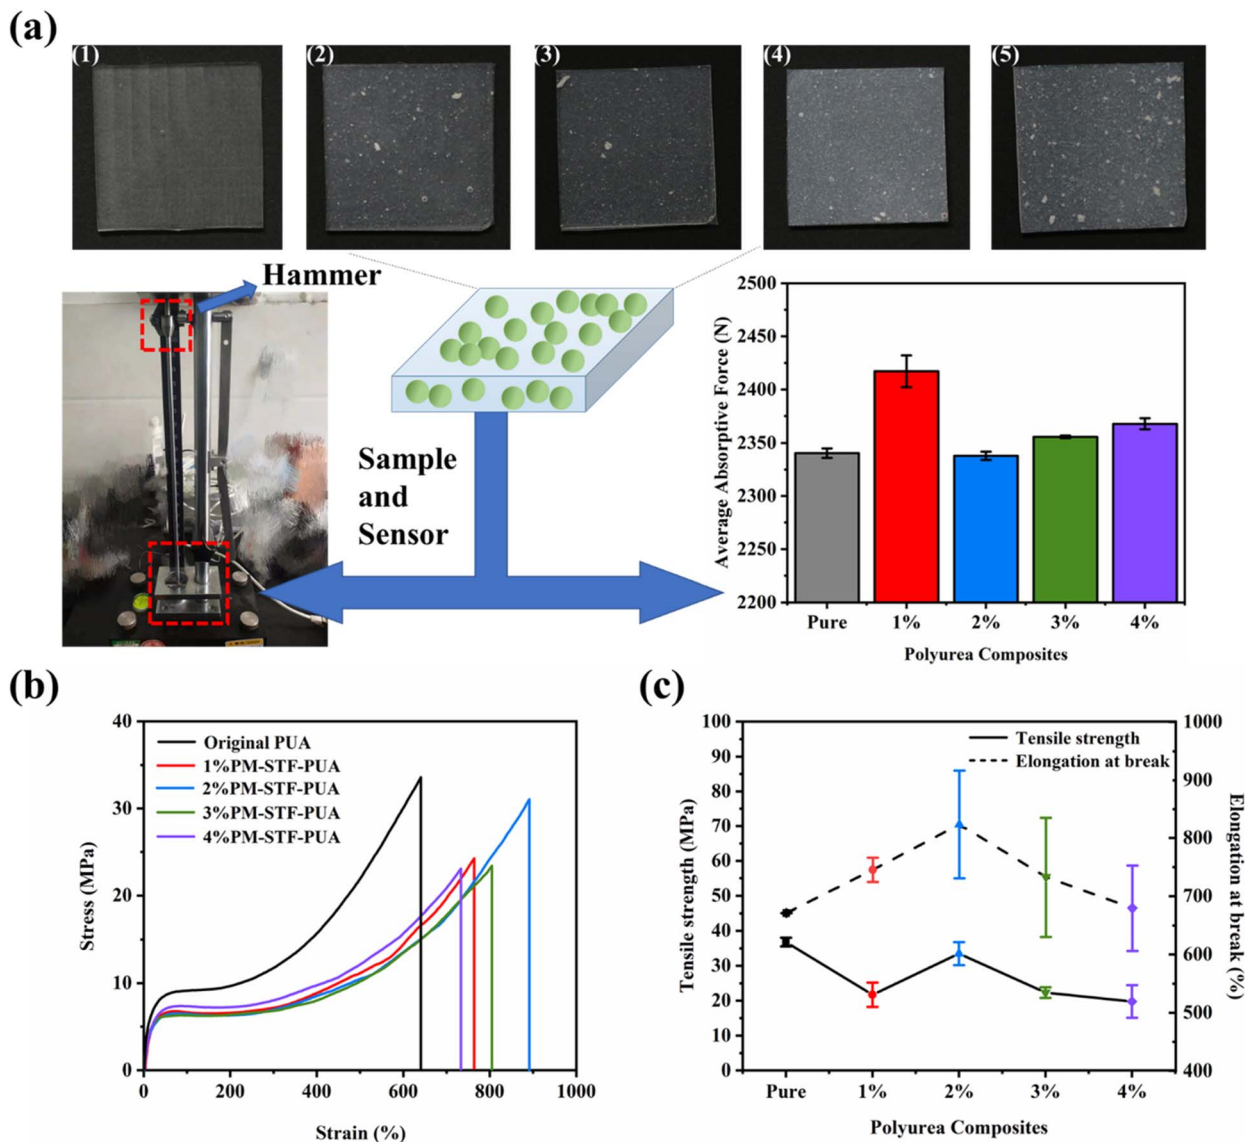 (a)
(1)
(2)
(3)
(4)
(5)
Hammer
Sample
and
Sensor
2500
2450
2400
2350
2300
2250
2200
Average Absorptive Force (N)
Pure
1%
2%
3%
4%
Polyurea Composites
(b)
40
30
20
10
0
Stress (MPa)
Original PUA
1%PM-STF-PUA
2%PM-STF-PUA
3%PM-STF-PUA
4%PM-STF-PUA
0
200
400
600
800
1000
Strain (%)
(c)
100
90
80
70
60
50
40
30
20
10
0
Tensile strength (MPa)
Tensile strength
Elongation at break
1000
900
800
700
600
500
400
Elongation at break (%)
Pure
1%
2%
3%
4%
Polyurea Composites